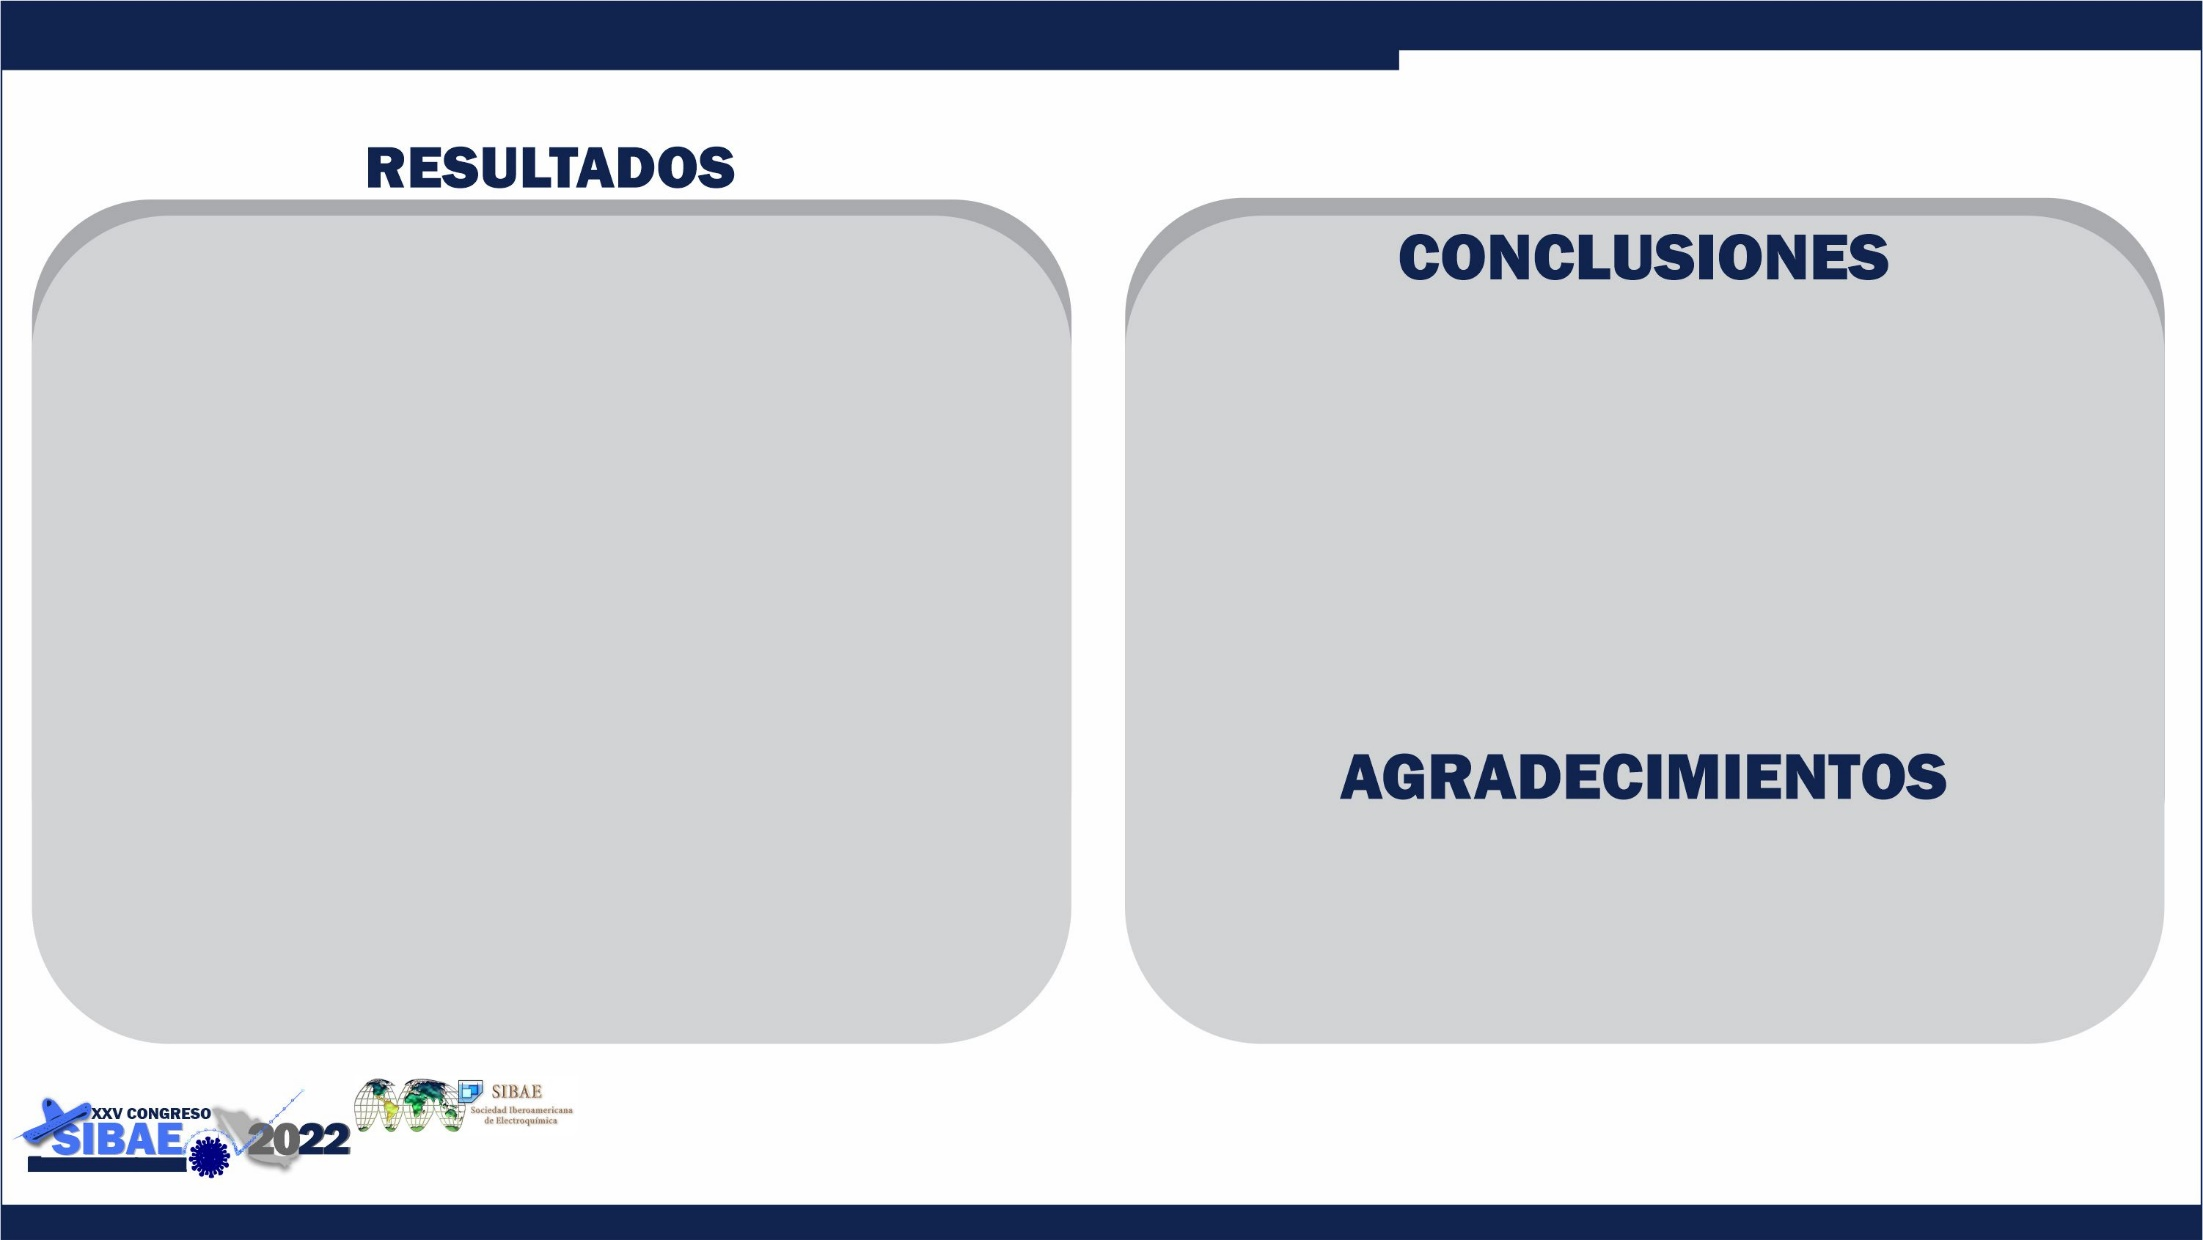 RESULTADOS
CONCLUSIONES
AGRADECIMIENTOS
XXV CONGRESO
SIBAE
2022
SIBAE
Sociedad Iberoamericana
de Electroquímica